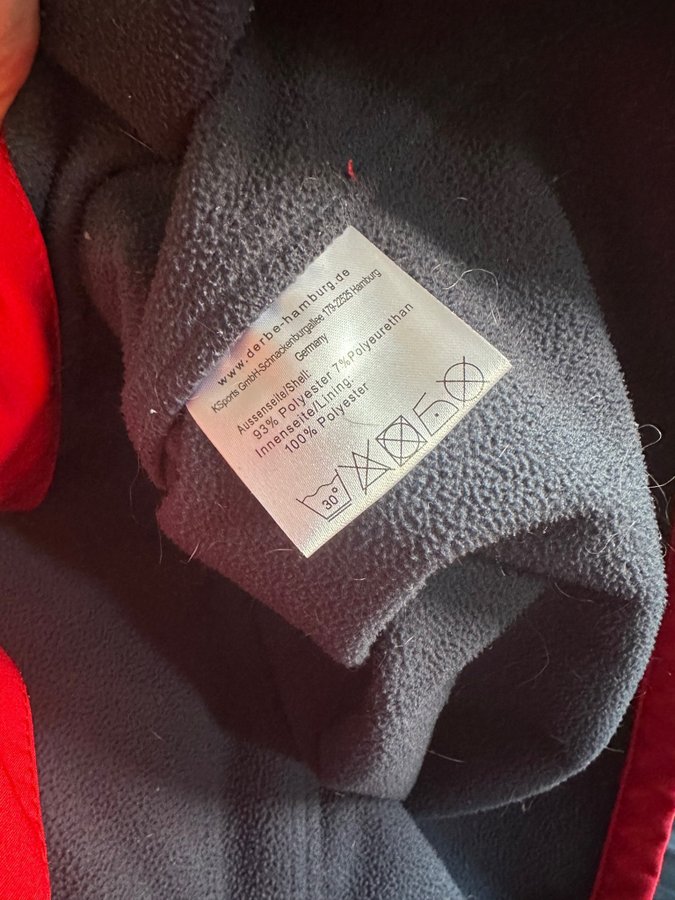 www.derbe-hamburg.de
KSports GmbH-Schnackenburgallee 179-22525 Hamburg
Germany
Aussenseite/Shell:
93% Polyester 7%Polyeurethan
Innenseite/Lining:
100% Polyester
30°